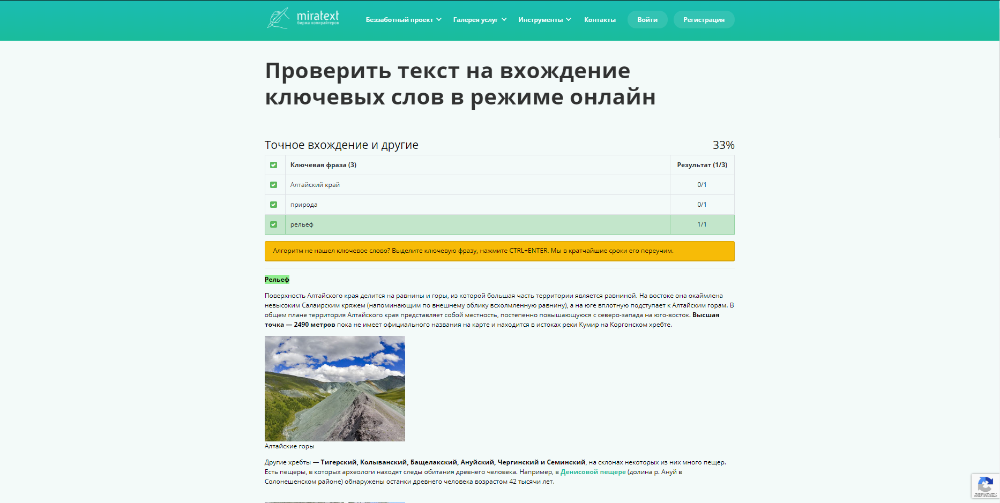 miratext
биржа копирайтеров
Беззаботный проект
Галерея услуг
Инструменты
Контакты
Войти
Регистрация
Проверить текст на вхождение
ключевых слов в режиме онлайн
Точное вхождение и другие 33%
Ключевая фраза (3) Результат (1/3)
Алтайский край 0/1
природа 0/1
рельеф 1/1
Алгоритм не нашел ключевое слово? Выделите ключевую фразу, нажмите CTRL+ENTER. Мы в кратчайшие сроки его переучим.
Рельеф
Поверхность Алтайского края делится на равнины и горы, из которой большая часть территории является равниной. На востоке она окаймлена
невысоким Салаирским кряжем (напоминающим по внешнему облику всхолмленную равнину), а на юге вплотную подступает к Алтайским горам. В
общем плане территория Алтайского края представляет собой местность, постепенно повышающуюся с северо-запада на юго-восток. Высшая
точка — 2490 метров пока не имеет официального названия на карте и находится в истоках реки Кумир на Коргонском хребте.
Алтайские горы
Другие хребты — Тигерский, Колыванский, Бащелакский, Ануйский, Чергинский и Семинский, на склонах некоторых из них много пещер.
Есть пещеры, в которых археологи находят следы обитания древнего человека. Например, в Денисовой пещере (долина р. Ануй в
Солонешенском районе) обнаружены останки древнего человека возрастом 42 тысячи лет.